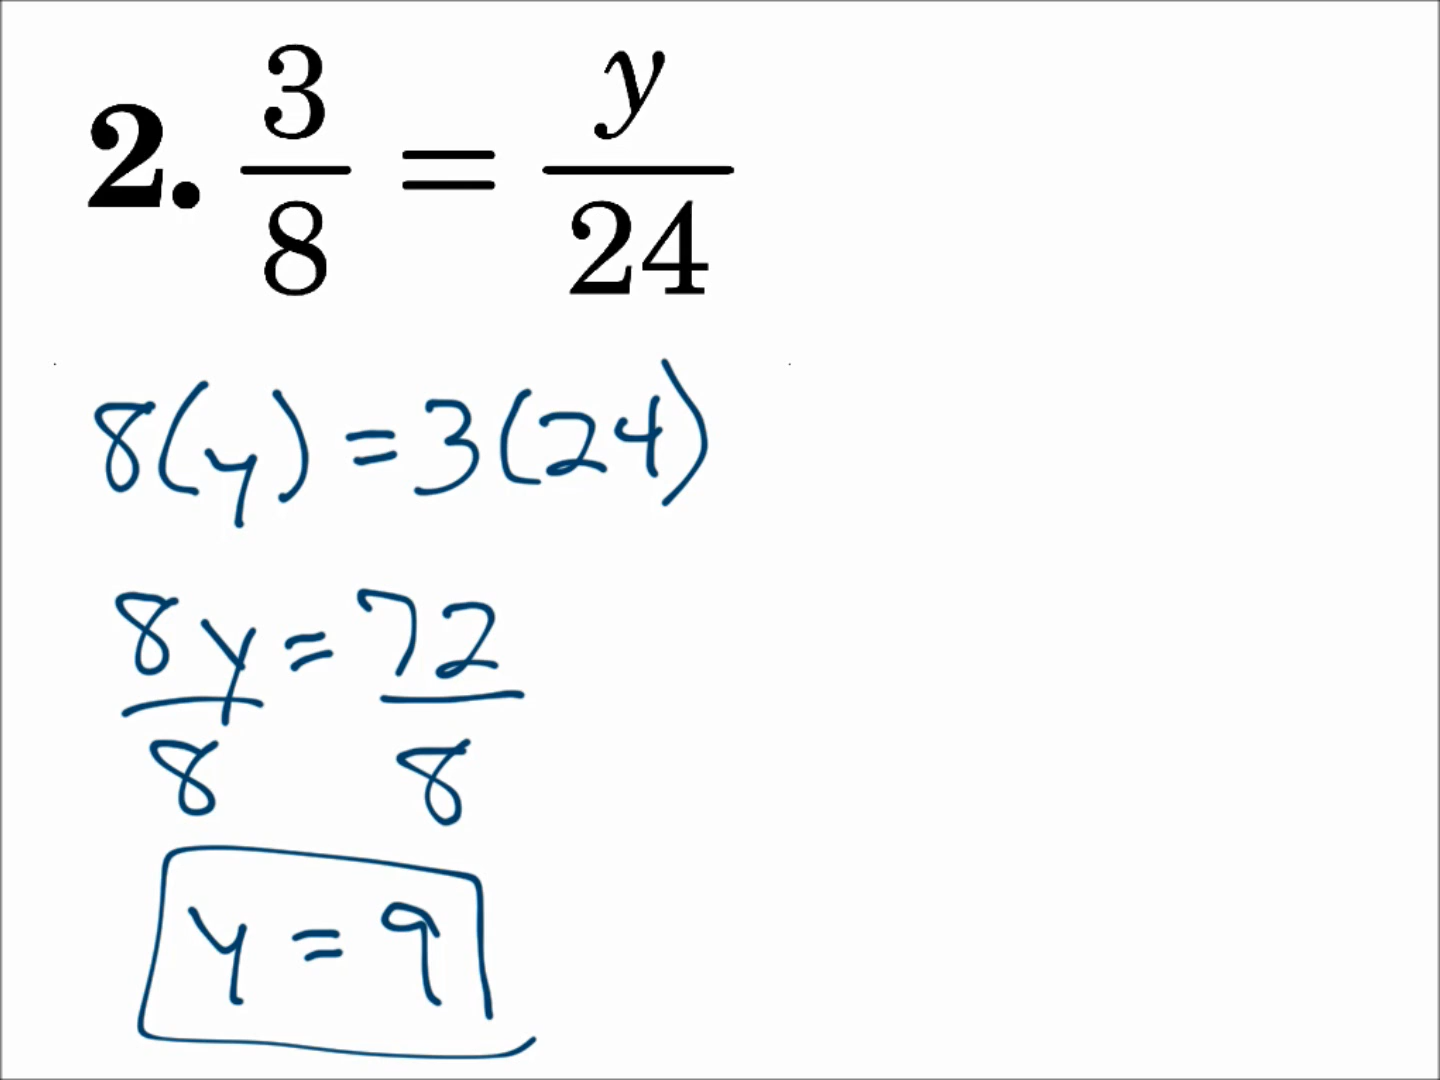 2. 3/8 = y/24
8(y) = 3(24)
8y = 72
8 8
y = 9